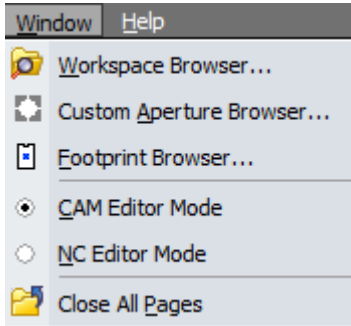 Window Help
Workspace Browser...
Custom Aperture Browser...
Footprint Browser...
CAM Editor Mode
NC Editor Mode
Close All Pages